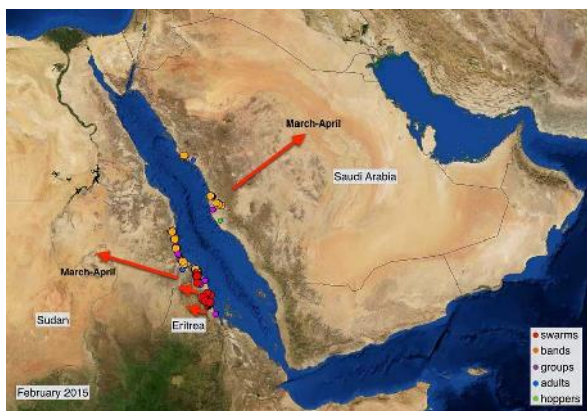 March-April
Saudi Arabia
March-April
Sudan
Eritrea
swarms
bands
groups
adults
hoppers
February 2015